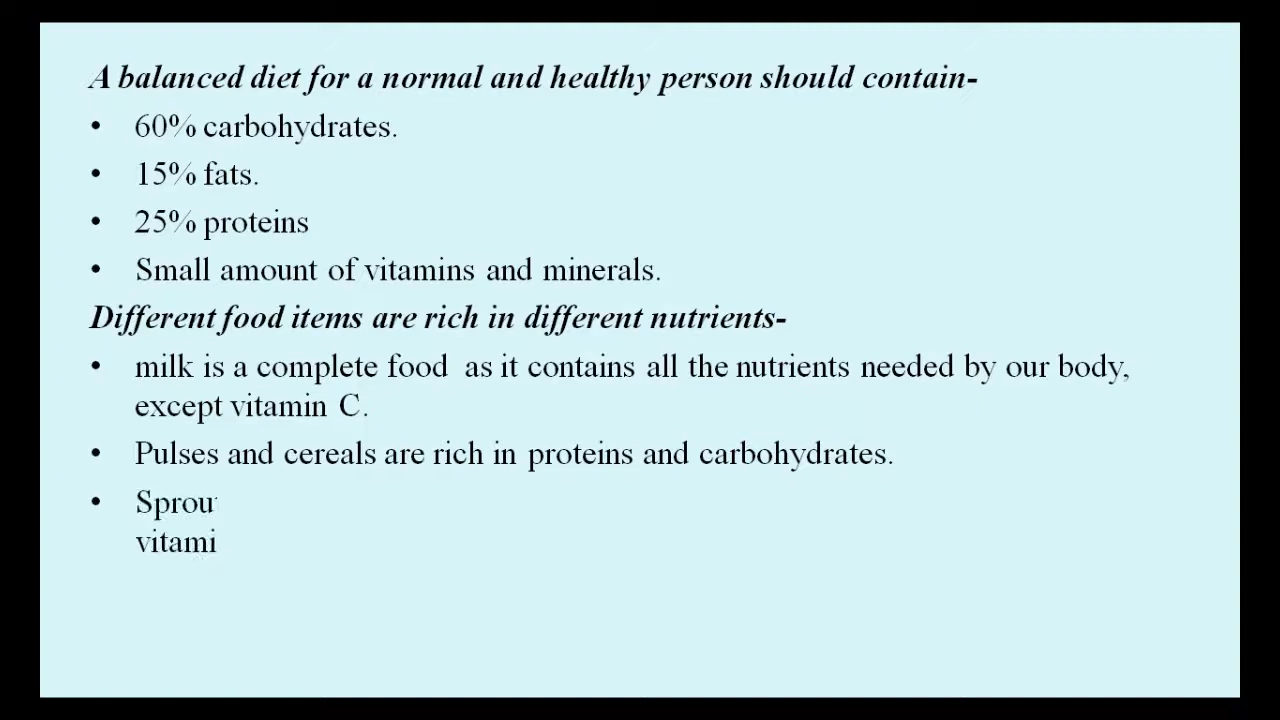 A balanced diet for a normal and healthy person should contain-
• 60% carbohydrates.
• 15% fats.
• 25% proteins
• Small amount of vitamins and minerals.
Different food items are rich in different nutrients-
• milk is a complete food as it contains all the nutrients needed by our body,
except vitamin C.
• Pulses and cereals are rich in proteins and carbohydrates.
•